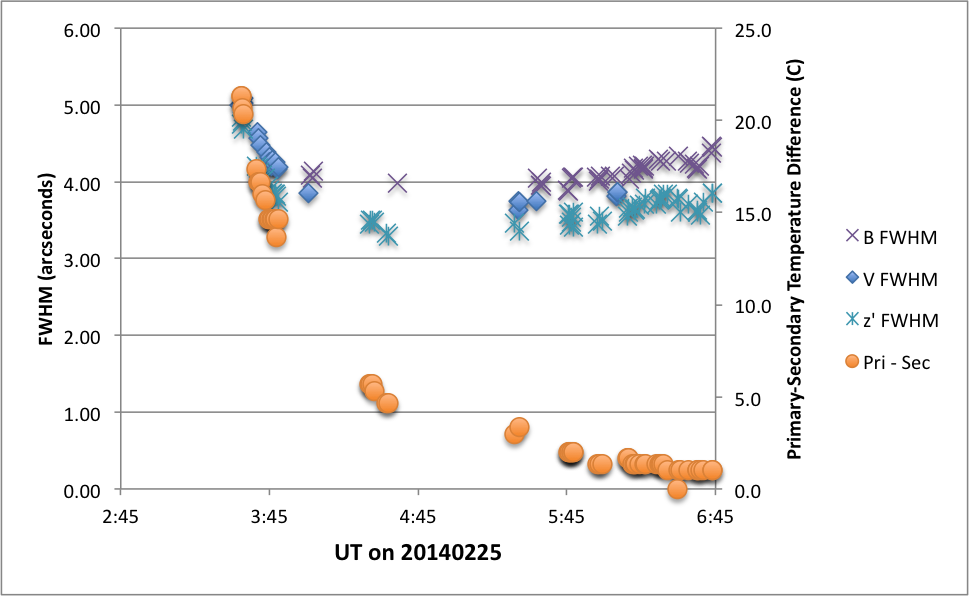 6.00
5.00
4.00
3.00
2.00
1.00
0.00
FWHM (arcseconds)
25.0
20.0
15.0
10.0
5.0
0.0
Primary-Secondary Temperature Difference (C)
2:45
3:45
4:45
5:45
6:45
UT on 20140225
B FWHM
V FWHM
z' FWHM
Pri - Sec